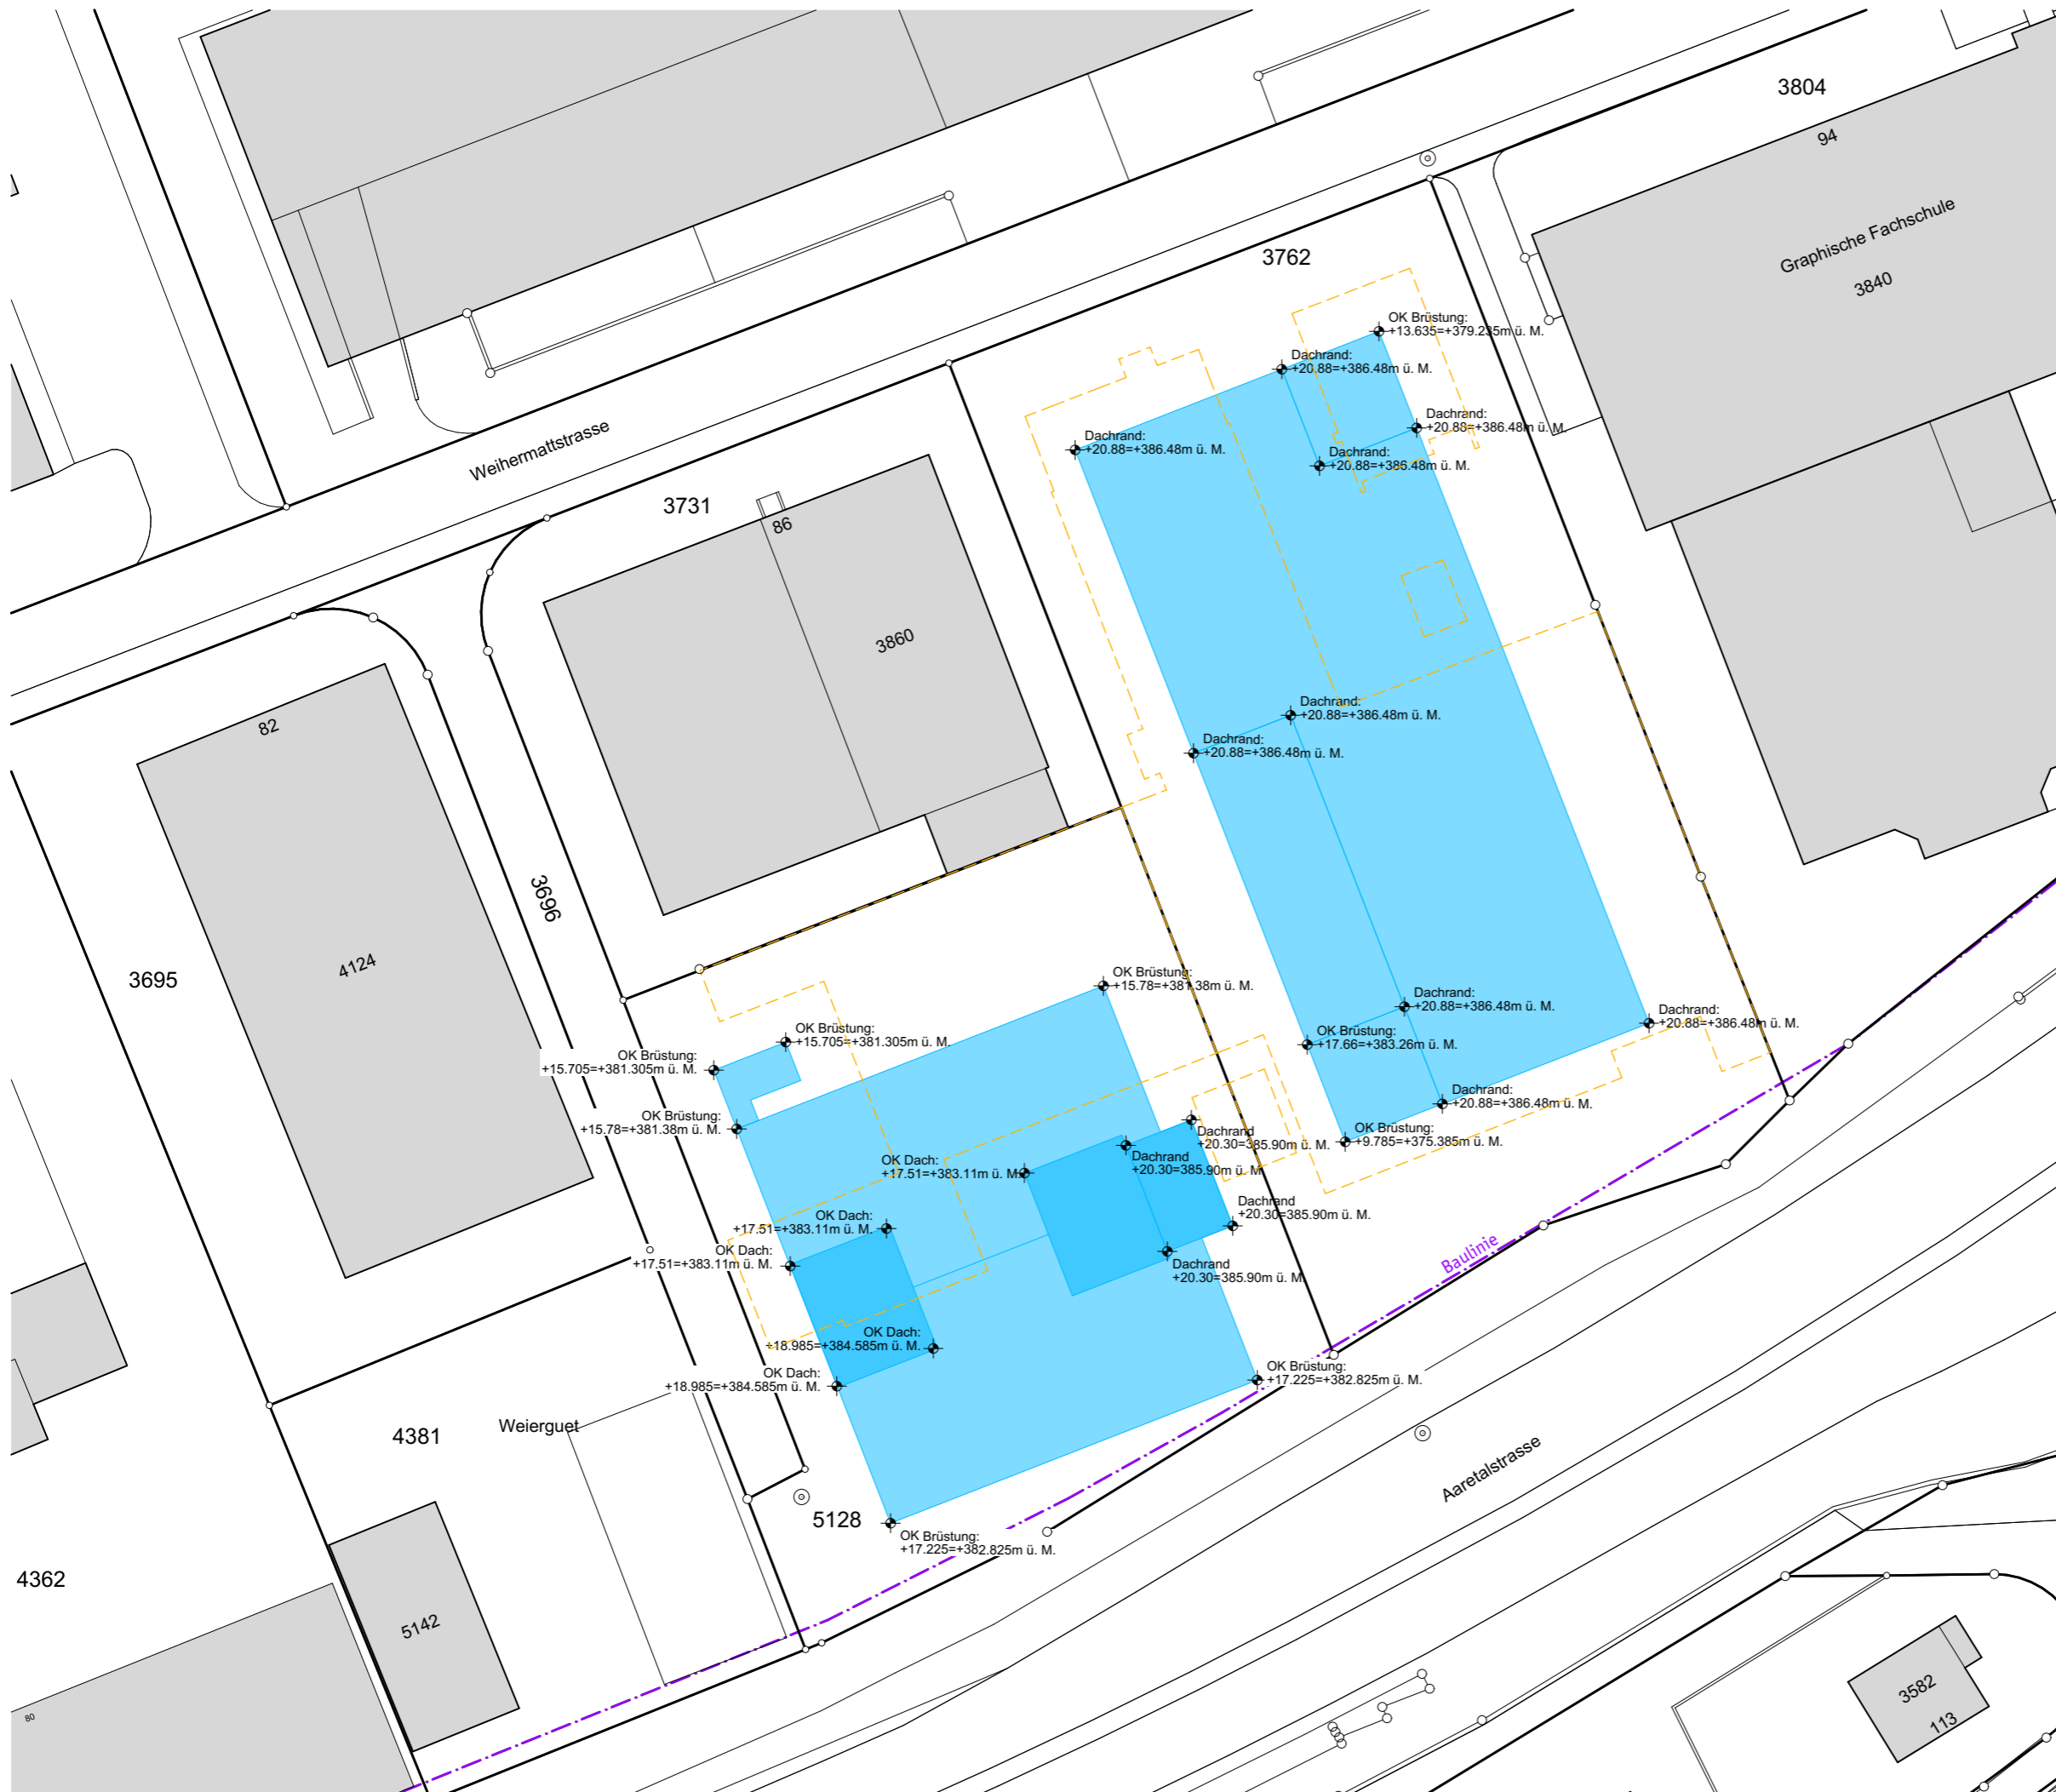 3804
94
Graphische Fachschule
3840
3762
OK Brüstung:
+13.635=+379.235m ü. M.
Dachrand:
+20.88=+386.48m ü. M.
Dachrand:
+20.88=+386.48m ü. M.
Dachrand:
+20.88=+386.48m ü. M.
Dachrand:
+20.88=+386.48m ü. M.
Weihermattstrasse
3731
86
3860
82
4124
3696
3695
Dachrand:
+20.88=+386.48m ü. M.
Dachrand:
+20.88=+386.48m ü. M.
OK Brüstung:
+15.78=+381.38m ü. M.
Dachrand:
+20.88=+386.48m ü. M.
Dachrand:
+20.88=+386.48m ü. M.
OK Brüstung:
+15.705=+381.305m ü. M.
OK Brüstung:
+17.66=+383.26m ü. M.
OK Brüstung:
+15.705=+381.305m ü. M.
Dachrand:
+20.88=+386.48m ü. M.
OK Brüstung:
+15.78=+381.38m ü. M.
OK Brüstung:
+9.785=+375.385m ü. M.
Dachrand
+20.30=385.90m ü. M.
Dachrand
+20.30=385.90m ü. M.
OK Dach:
+17.51=+383.11m ü. M.
Dachrand
+20.30=385.90m ü. M.
OK Dach:
+17.51=+383.11m ü. M.
OK Dach:
+17.51=+383.11m ü. M.
Dachrand
+20.30=385.90m ü. M.
Baulinie
OK Dach:
+18.985=+384.585m ü. M.
OK Dach:
+18.985=+384.585m ü. M.
OK Brüstung:
+17.225=+382.825m ü. M.
4381
Weierguet
Aaretalstrasse
5128
OK Brüstung:
+17.225=+382.825m ü. M.
4362
5142
80
3582
113